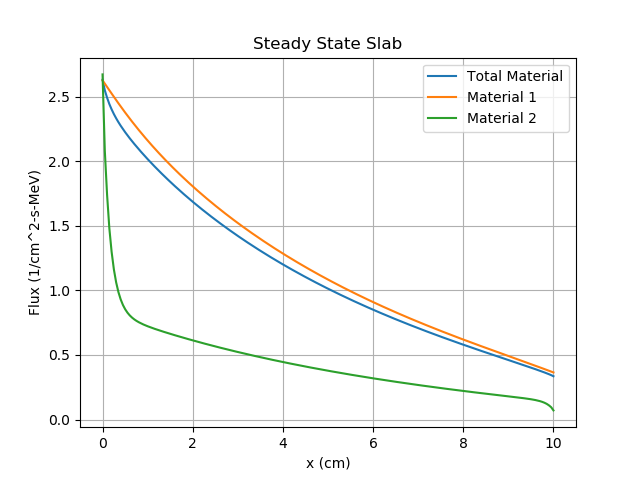 Steady State Slab
Total Material
Material 1
Material 2
Flux (1/cm^2-s-MeV)
2.5
2.0
1.5
1.0
0.5
0.0
0 2 4 6 8 10
x (cm)